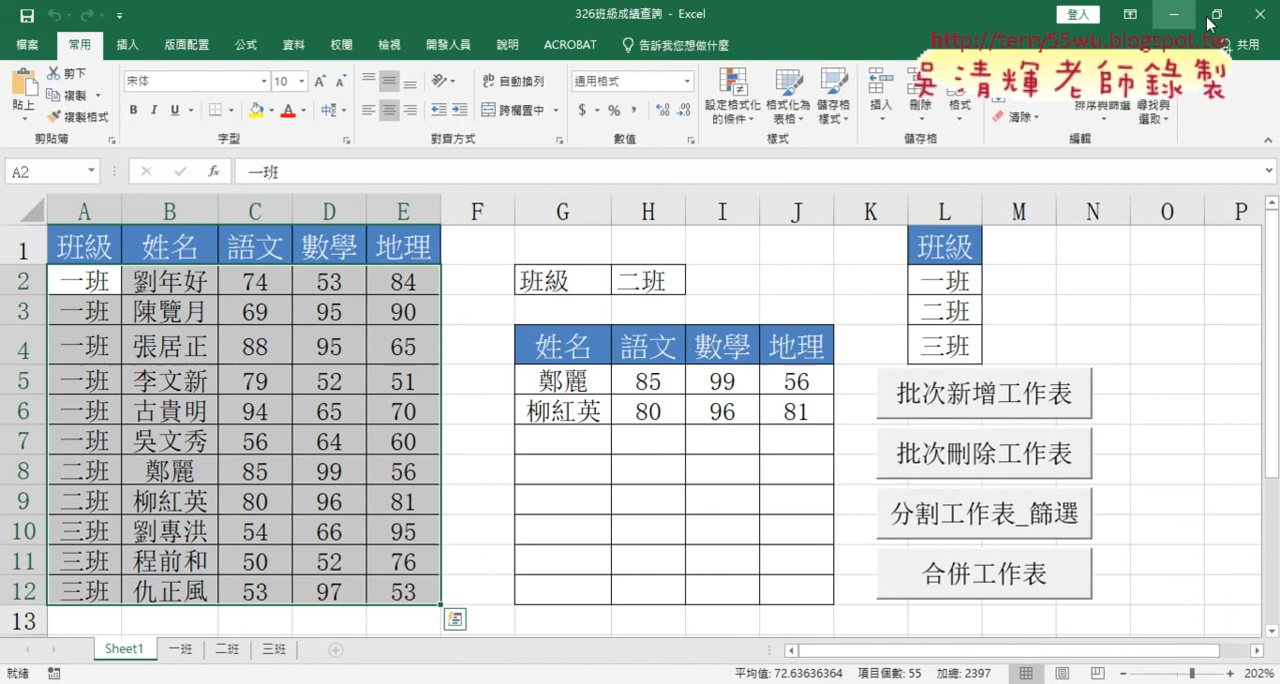 326班級成績查詢 - Excel
登入
檔案 常用 插入 版面配置 公式 資料 校閱 檢視 開發人員 說明 ACROBAT 告訴我您想做什麼 共用
http://terry55wu.blogspot.tw
吳清輝老師錄製
貼上 剪下 複製 複製格式 剪貼簿
宋体 10 B I U A 字型
自動換列 跨欄置中 對齊方式
通用格式 $ % 數值
設定格式化的條件 格式化為表格 儲存格樣式 樣式
插入 刪除 格式 儲存格
清除 排序與篩選 尋找與選取 編輯
A2 fx 一班
A B C D E F G H I J K L M N O P
1 班級 姓名 語文 數學 地理 班級
2 一班 劉年好 74 53 84 班級 二班 一班
3 一班 陳覽月 69 95 90 二班
4 一班 張居正 88 95 65 姓名 語文 數學 地理 三班
5 一班 李文新 79 52 51 鄭麗 85 99 56 批次新增工作表
6 一班 古貴明 94 65 70 柳紅英 80 96 81
7 一班 吳文秀 56 64 60 批次刪除工作表
8 二班 鄭麗 85 99 56
9 二班 柳紅英 80 96 81 分割工作表_篩選
10 三班 劉專洪 54 66 95
11 三班 程前和 50 52 76 合併工作表
12 三班 仇正風 53 97 53
13
Sheet1 一班 二班 三班
就緒 平均值: 72.63636364 項目個數: 55 加總: 2397 202%